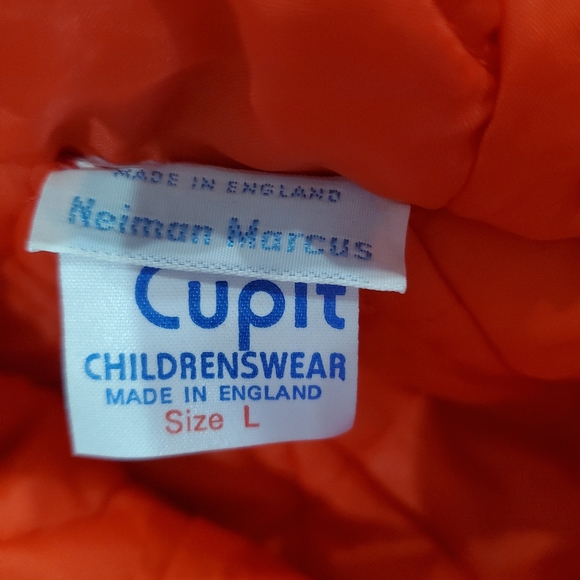 MADE IN ENGLAND
Neiman Marcus
Cupit
CHILDRENSWEAR
MADE IN ENGLAND
Size L